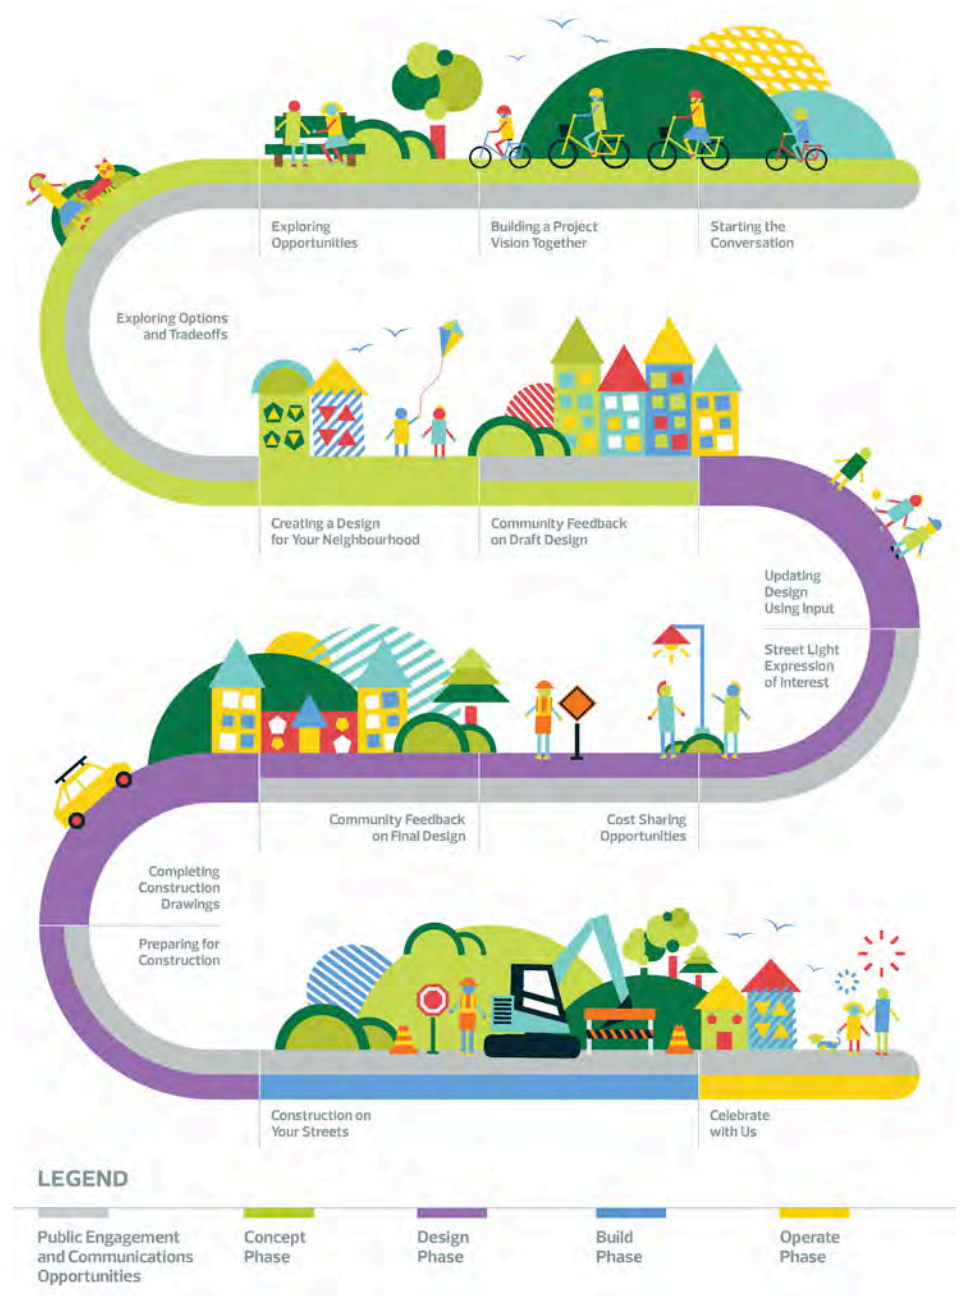 Exploring
Opportunities
Building a Project
Vision Together
Starting the
Conversation
Exploring Options
and Tradeoffs
Creating a Design
for Your Neighbourhood
Community Feedback
on Draft Design
Updating
Design
Using Input
Street Light
Expression
of Interest
Community Feedback
on Final Design
Cost Sharing
Opportunities
Completing
Construction
Drawings
Preparing for
Construction
Construction on
Your Streets
Celebrate
with Us
LEGEND
Public Engagement
and Communications
Opportunities
Concept
Phase
Design
Phase
Build
Phase
Operate
Phase